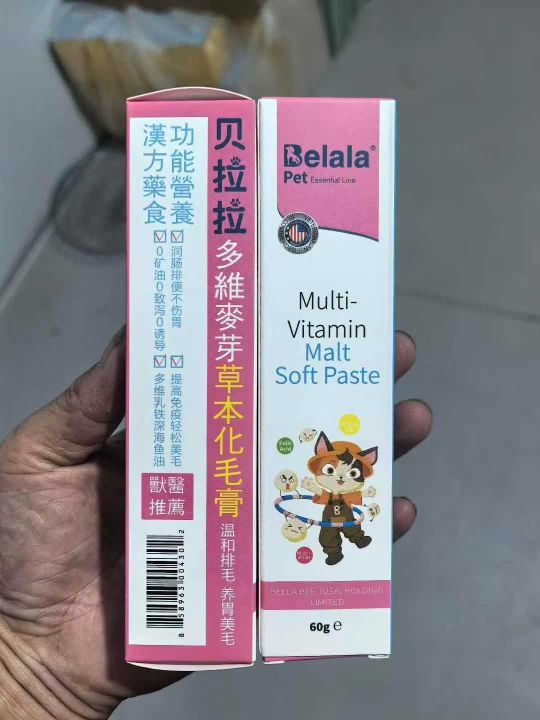 功能營養
漢方藥食
润肠排便不伤胃
0矿油0致泻0诱导
提高免疫轻松美毛
多维乳铁深海鱼油
獸醫
推薦
8 58963 00430 2
贝拉拉
多維麥芽草本化毛膏
温和排毛 养胃美毛
Belala®
Pet Essential Line
Multi-
Vitamin
Malt
Soft Paste
Folic
Acid
B
BELLA BEE (USA) HOLDING
LIMITED
60g e